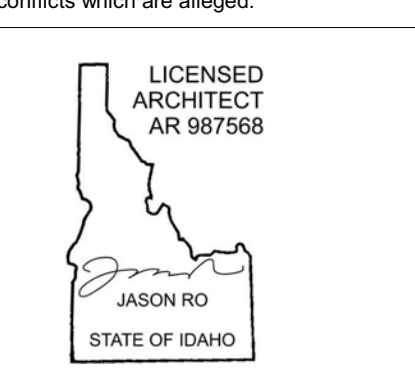 conflicts which are alleged.
LICENSED
ARCHITECT
AR 987568
JASON RO
STATE OF IDAHO